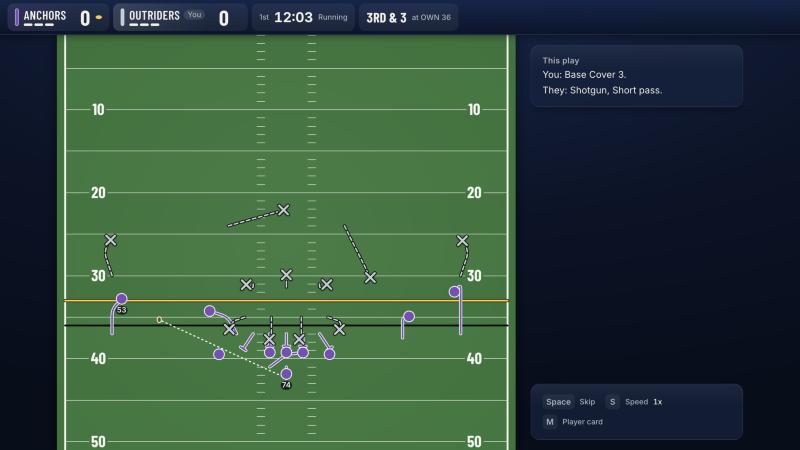 ANCHORS 0 OUTRIDERS You 0 1st 12:03 Running 3RD & 3 at OWN 36
This play
You: Base Cover 3.
They: Shotgun, Short pass.
10 10
20 20
30 30
53
40 40
74
50 50
Space Skip S Speed 1x
M Player card